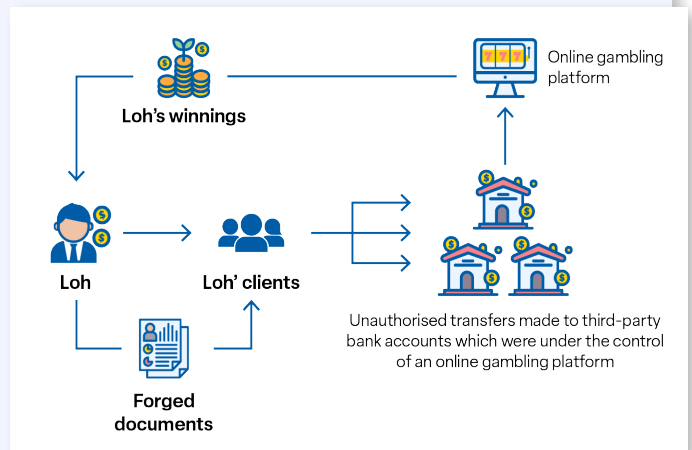 Online gambling
platform
Loh's winnings
Loh
Loh' clients
Unauthorised transfers made to third-party
bank accounts which were under the control
of an online gambling platform
Forged
documents
777